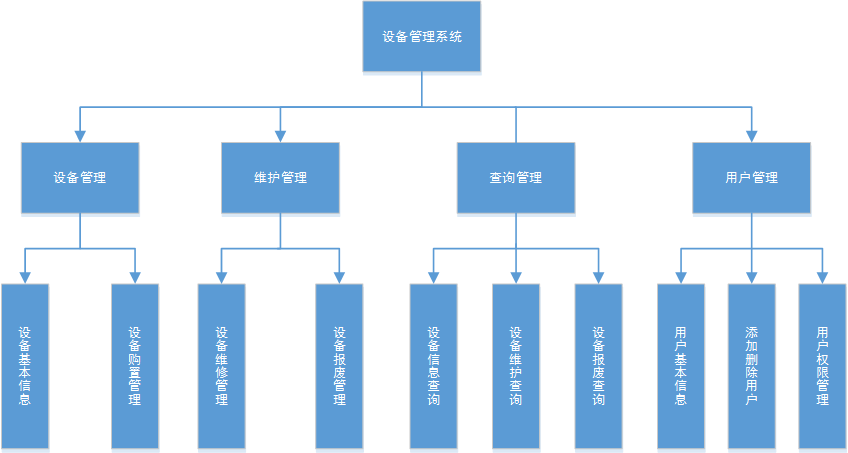 设备管理系统
设备管理
维护管理
查询管理
用户管理
设备基本信息
设备购置管理
设备维修管理
设备报废管理
设备信息查询
设备维护查询
设备报废查询
用户基本信息
添加删除用户
用户权限管理